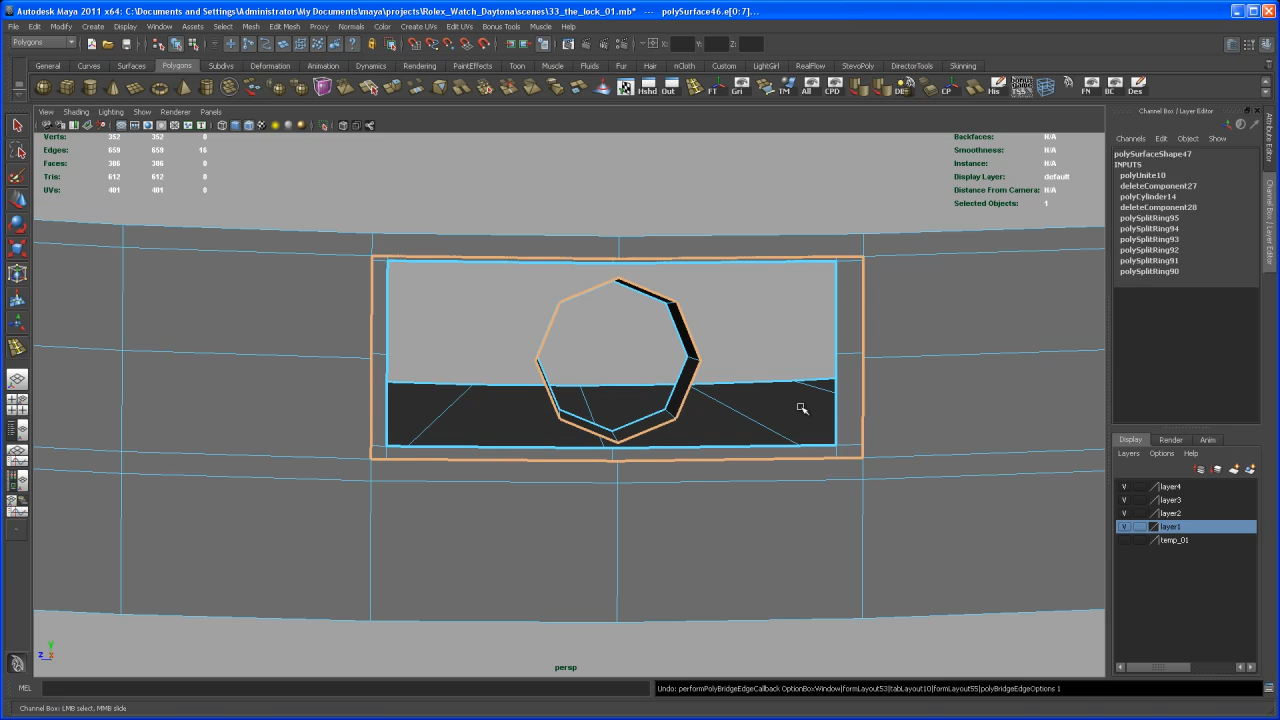 Autodesk Maya 2011 x64: C:\Documents and Settings\Administrator\My Documents\maya\projects\Rolex_Watch_Daytona\scenes\33_the_lock_01.mb* --- polySurface46.e[0:7]...
File Edit Modify Create Display Window Assets Select Mesh Edit Mesh Proxy Normals Color Create UVs Edit UVs Bonus Tools Muscle Help
Polygons X: Y: Z:
General Curves Surfaces Polygons Subdivs Deformation Animation Dynamics Rendering PaintEffects Toon Muscle Fluids Fur Hair nCloth Custom LightGirl RealFlow StevoPoly DirectorTools Skinning
Hshd Out FT Gri TM All CPD DE CP His TSS FN BC Des
View Shading Lighting Show Renderer Panels
Channel Box / Layer Editor
Verts: 352 352 0
Edges: 659 659 16
Faces: 306 306 0
Tris: 612 612 0
UVs: 401 401 0
Backfaces: N/A
Smoothness: N/A
Instance: N/A
Display Layer: default
Distance From Camera: N/A
Selected Objects: 1
Channels Edit Object Show
polySurfaceShape47
INPUTS
polyUnite10
deleteComponent27
polyCylinder14
deleteComponent28
polySplitRing95
polySplitRing94
polySplitRing93
polySplitRing92
polySplitRing91
polySplitRing90
Attribute Editor
Channel Box / Layer Editor
Display Render Anim
Layers Options Help
V layer4
V layer3
V layer2
V layer1
temp_01
y
z x
persp
MEL
Undo: performPolyBridgeEdgeCallback OptionBoxWindow|formLayout53|tabLayout10|formLayout55|polyBridgeEdgeOptions 1
Channel Box: LMB select, MMB slide